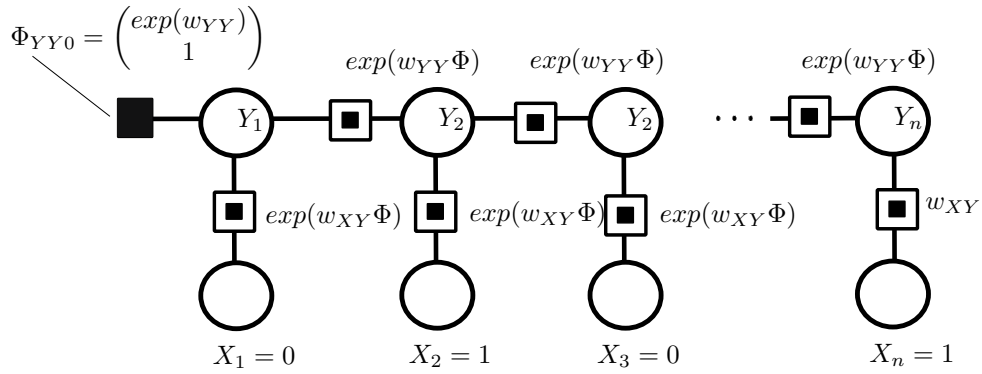 Φ_{YY0} = (exp(w_{YY}) 1)
exp(w_{YY}Φ) exp(w_{YY}Φ) exp(w_{YY}Φ)
Y_1 Y_2 Y_2 ... Y_n
exp(w_{XY}Φ) exp(w_{XY}Φ) exp(w_{XY}Φ) w_{XY}
X_1 = 0 X_2 = 1 X_3 = 0 X_n = 1